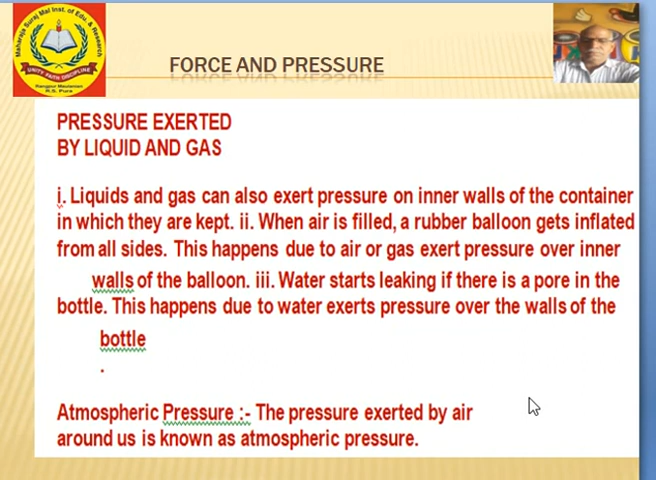 Maharaja Suraj Mal Inst. of Edu. & Research
UNITY FAITH DISCIPLINE
R.S. Pura
FORCE AND PRESSURE
PRESSURE EXERTED
BY LIQUID AND GAS
i. Liquids and gas can also exert pressure on inner walls of the container
in which they are kept. ii. When air is filled, a rubber balloon gets inflated
from all sides. This happens due to air or gas exert pressure over inner
walls of the balloon. iii. Water starts leaking if there is a pore in the
bottle. This happens due to water exerts pressure over the walls of the
bottle
.
Atmospheric Pressure :- The pressure exerted by air
around us is known as atmospheric pressure.